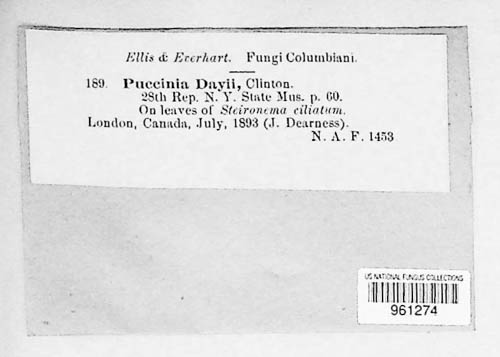 Ellis & Everhart. Fungi Columbiani.
189. Puccinia Dayii, Clinton.
28th Rep. N. Y. State Mus. p. 60.
On leaves of Steironema ciliatum.
London, Canada, July, 1893 (J. Dearness).
N. A. F. 1453
US NATIONAL FUNGUS COLLECTIONS
961274